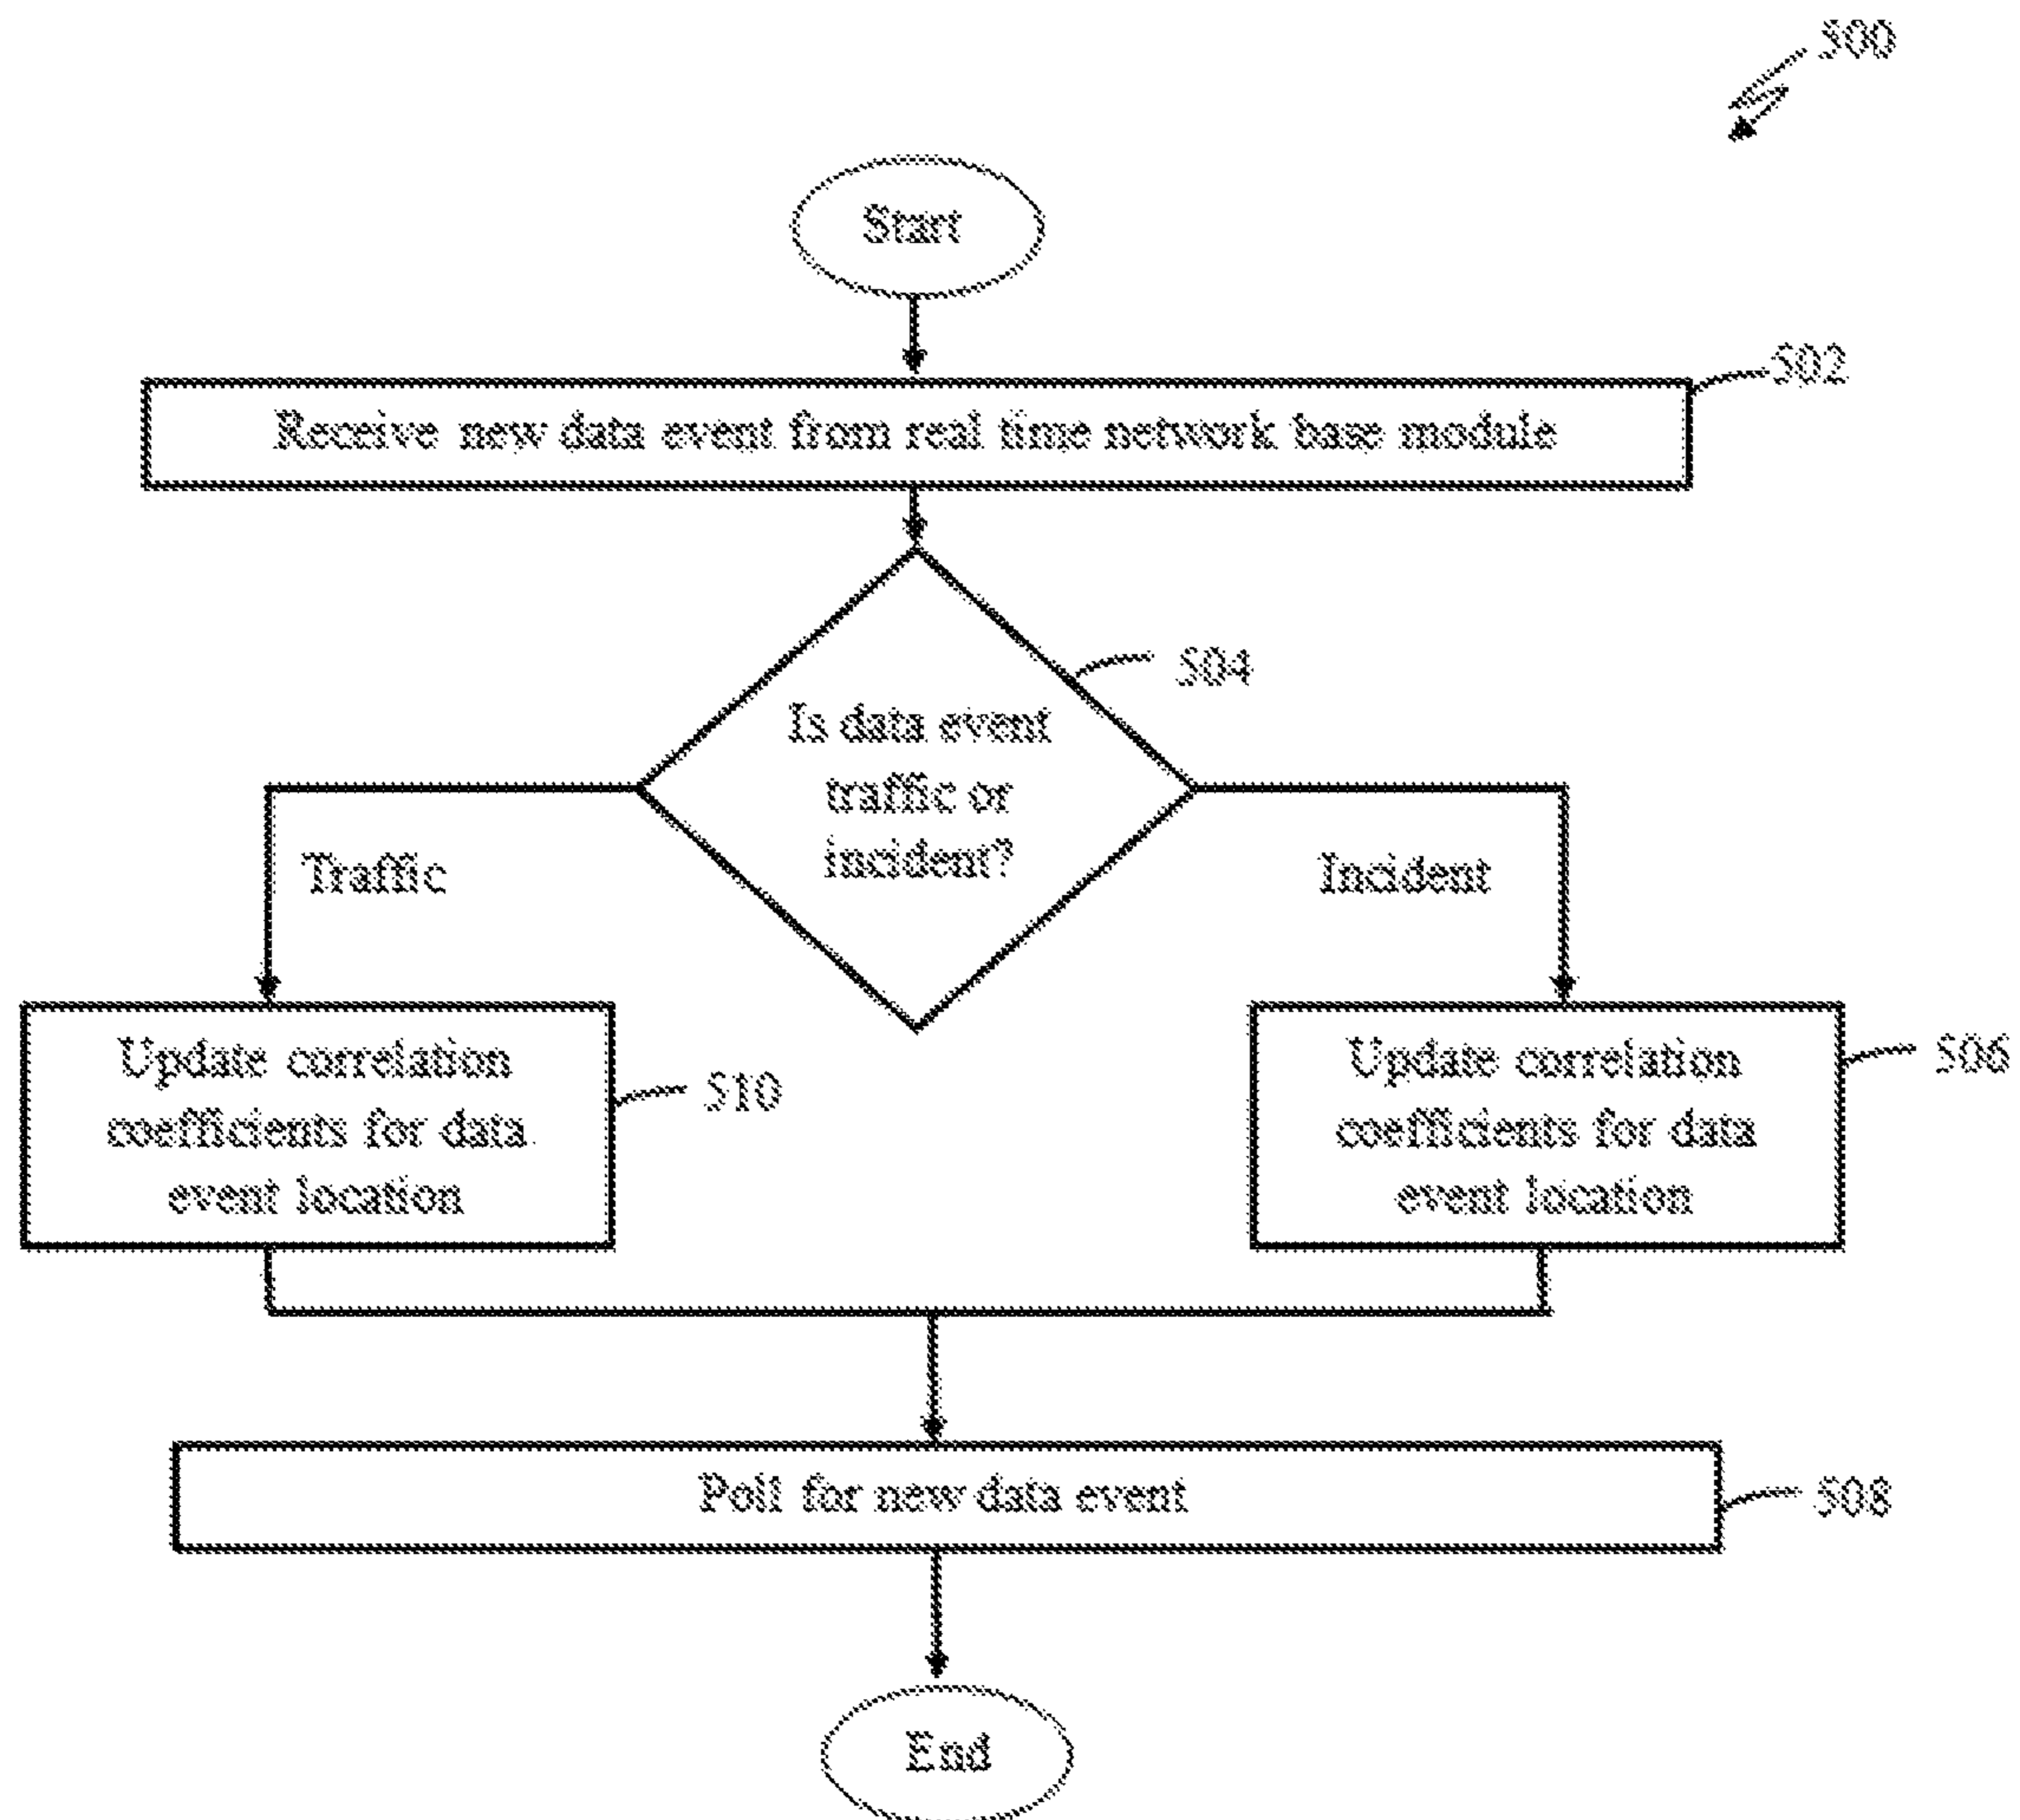 500
Start
502
Receive new data event from real time network base module
504
Is data event
traffic or
incident?
Traffic
Incident
Update correlation
coefficients for data
event location
510
Update correlation
coefficients for data
event location
506
Poll for new data event
508
End